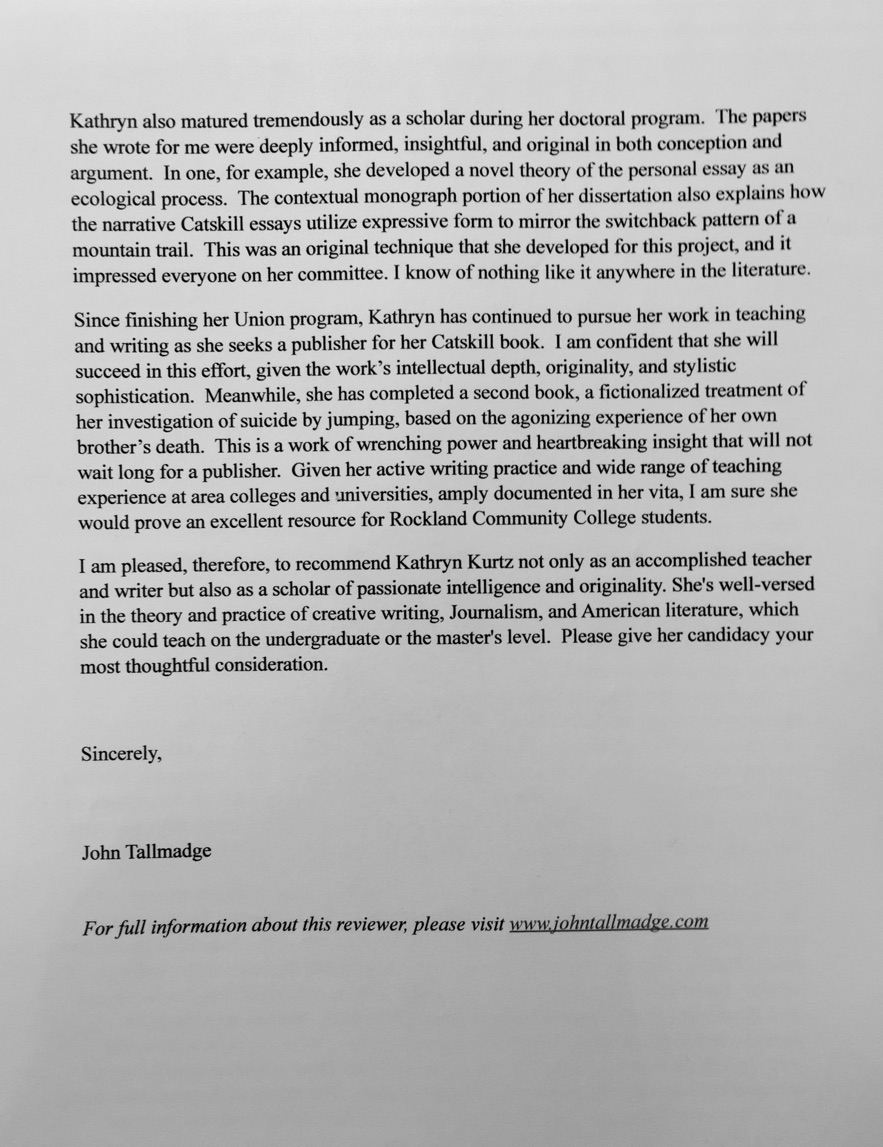 Kathryn also matured tremendously as a scholar during her doctoral program.  The papers
she wrote for me were deeply informed, insightful, and original in both conception and
argument.  In one, for example, she developed a novel theory of the personal essay as an
ecological process.  The contextual monograph portion of her dissertation also explains how
the narrative Catskill essays utilize expressive form to mirror the switchback pattern of a
mountain trail.  This was an original technique that she developed for this project, and it
impressed everyone on her committee. I know of nothing like it anywhere in the literature.
Since finishing her Union program, Kathryn has continued to pursue her work in teaching
and writing as she seeks a publisher for her Catskill book.  I am confident that she will
succeed in this effort, given the work’s intellectual depth, originality, and stylistic
sophistication.  Meanwhile, she has completed a second book, a fictionalized treatment of
her investigation of suicide by jumping, based on the agonizing experience of her own
brother’s death.  This is a work of wrenching power and heartbreaking insight that will not
wait long for a publisher.  Given her active writing practice and wide range of teaching
experience at area colleges and universities, amply documented in her vita, I am sure she
would prove an excellent resource for Rockland Community College students.
I am pleased, therefore, to recommend Kathryn Kurtz not only as an accomplished teacher
and writer but also as a scholar of passionate intelligence and originality. She's well-versed
in the theory and practice of creative writing, Journalism, and American literature, which
she could teach on the undergraduate or the master's level.  Please give her candidacy your
most thoughtful consideration.
Sincerely,
John Tallmadge
For full information about this reviewer, please visit www.johntallmadge.com